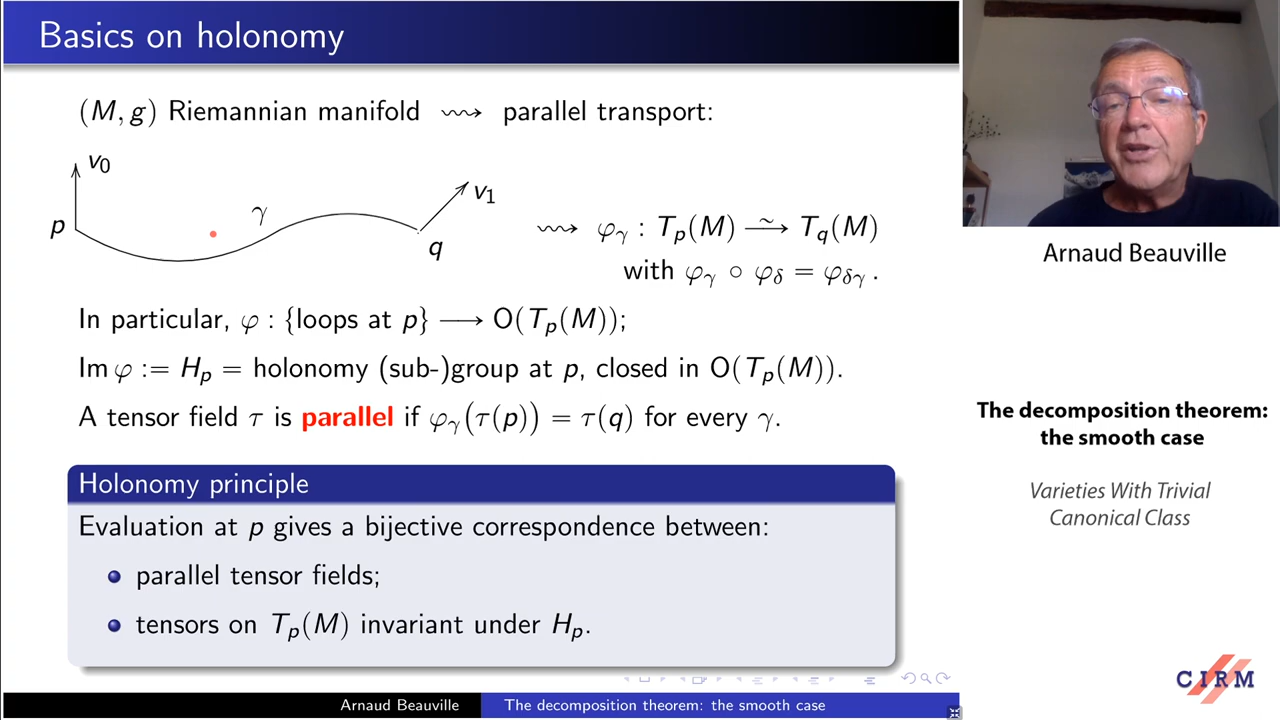 Basics on holonomy
(M, g) Riemannian manifold ⇝ parallel transport:
v₀
v₁
γ
p
q
⇝ φ_γ : T_p(M) ⥲ T_q(M)
with φ_γ ∘ φ_δ = φ_{δγ} .
In particular, φ : {loops at p} ⟶ O(T_p(M));
Im φ := H_p = holonomy (sub-)group at p, closed in O(T_p(M)).
A tensor field τ is parallel if φ_γ(τ(p)) = τ(q) for every γ.
Holonomy principle
Evaluation at p gives a bijective correspondence between:
parallel tensor fields;
tensors on T_p(M) invariant under H_p.
Arnaud Beauville
The decomposition theorem: the smooth case
Arnaud Beauville
The decomposition theorem:
the smooth case
Varieties With Trivial
Canonical Class
CIRM